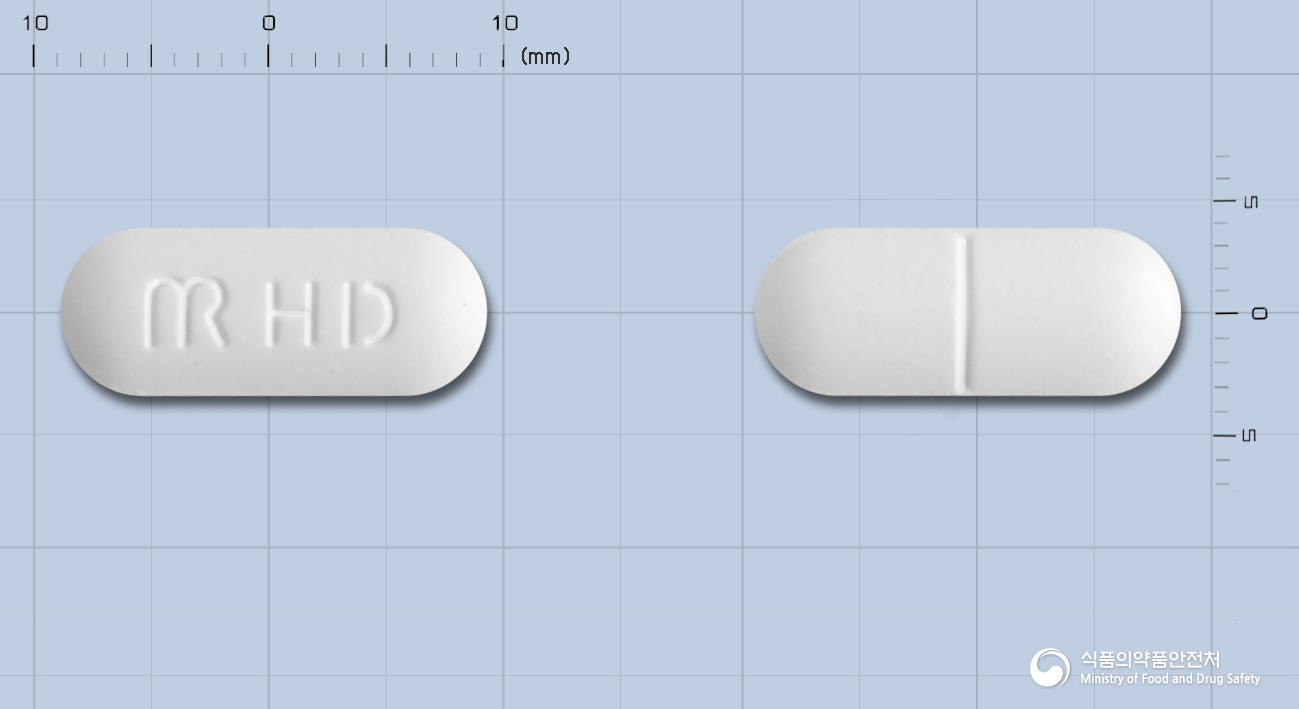 10 0 10
(mm)
MR HD
5
0
5
식품의약품안전처
Ministry of Food and Drug Safety